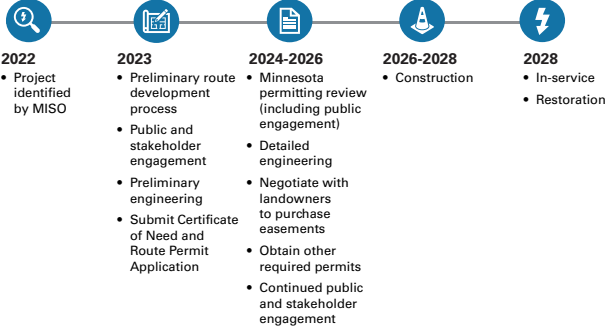 2022
• Project
identified
by MISO
2023
• Preliminary route
development
process
• Public and
stakeholder
engagement
• Preliminary
engineering
• Submit Certificate
of Need and
Route Permit
Application
2024-2026
• Minnesota
permitting review
(including public
engagement)
• Detailed
engineering
• Negotiate with
landowners
to purchase
easements
• Obtain other
required permits
• Continued public
and stakeholder
engagement
2026-2028
• Construction
2028
• In-service
• Restoration